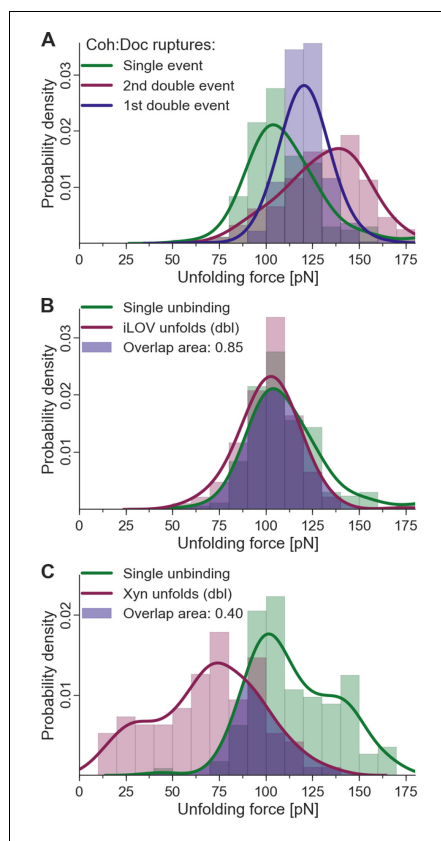 A
Coh:Doc ruptures:
Single event
2nd double event
1st double event
Probability density
0.03
0.02
0.01
0 25 50 75 100 125 150 175
Unfolding force [pN]
B
Single unbinding
iLOV unfolds (dbl)
Overlap area: 0.85
Probability density
0.03
0.02
0.01
0 25 50 75 100 125 150 175
Unfolding force [pN]
C
Single unbinding
Xyn unfolds (dbl)
Overlap area: 0.40
Probability density
0.02
0.01
0 25 50 75 100 125 150 175
Unfolding force [pN]